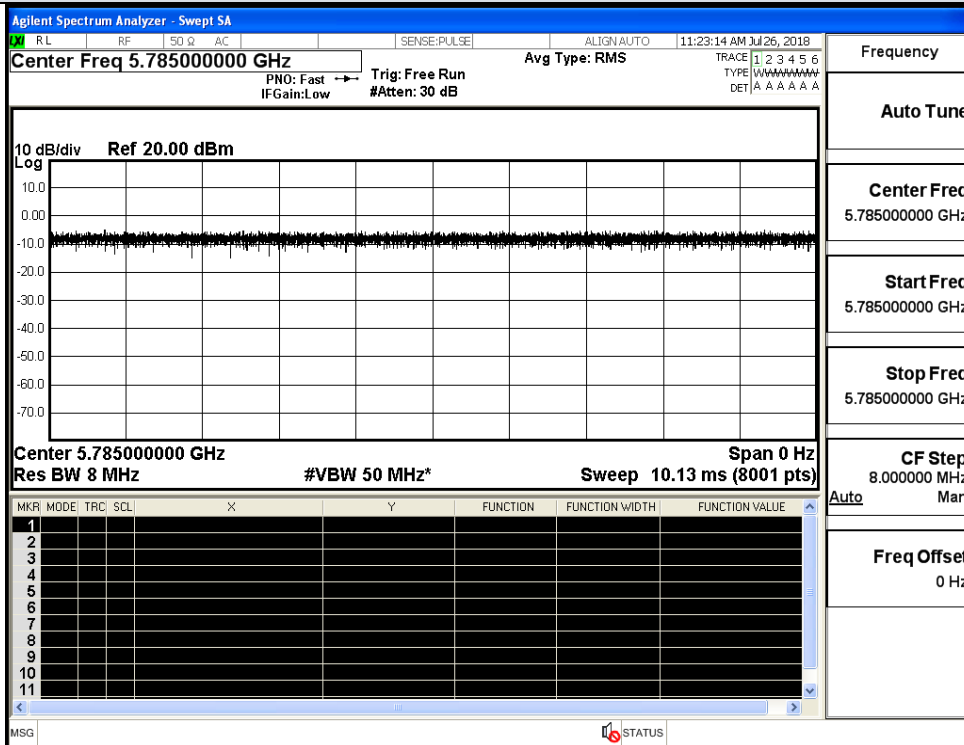 Agilent Spectrum Analyzer - Swept SA
LXI RL RF 50 Ω AC SENSE:PULSE ALIGN AUTO 11:23:14 AM Jul 26, 2018
Center Freq 5.785000000 GHz
PNO: Fast
IFGain:Low
Trig: Free Run
#Atten: 30 dB
Avg Type: RMS
TRACE 1 2 3 4 5 6
TYPE WWWWWW
DET A A A A A A
10 dB/div Ref 20.00 dBm
Log
10.0
0.00
-10.0
-20.0
-30.0
-40.0
-50.0
-60.0
-70.0
Center 5.785000000 GHz Span 0 Hz
Res BW 8 MHz #VBW 50 MHz* Sweep 10.13 ms (8001 pts)
MKR MODE TRC SCL X Y FUNCTION FUNCTION WIDTH FUNCTION VALUE
1
2
3
4
5
6
7
8
9
10
11
MSG STATUS
Frequency
Auto Tune
Center Freq
5.785000000 GHz
Start Freq
5.785000000 GHz
Stop Freq
5.785000000 GHz
CF Step
8.000000 MHz
Auto Man
Freq Offset
0 Hz